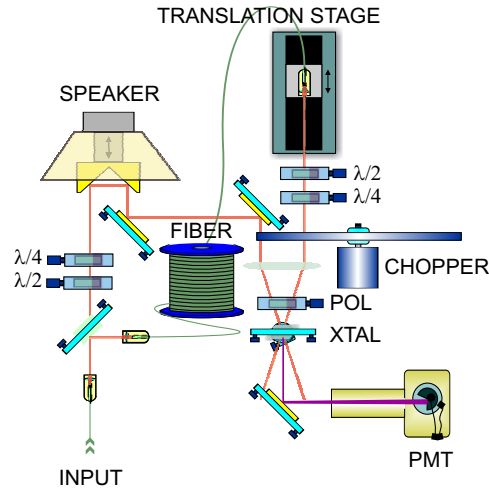 TRANSLATION STAGE
SPEAKER
λ/2
λ/4
FIBER
λ/4
λ/2
CHOPPER
POL
XTAL
PMT
INPUT